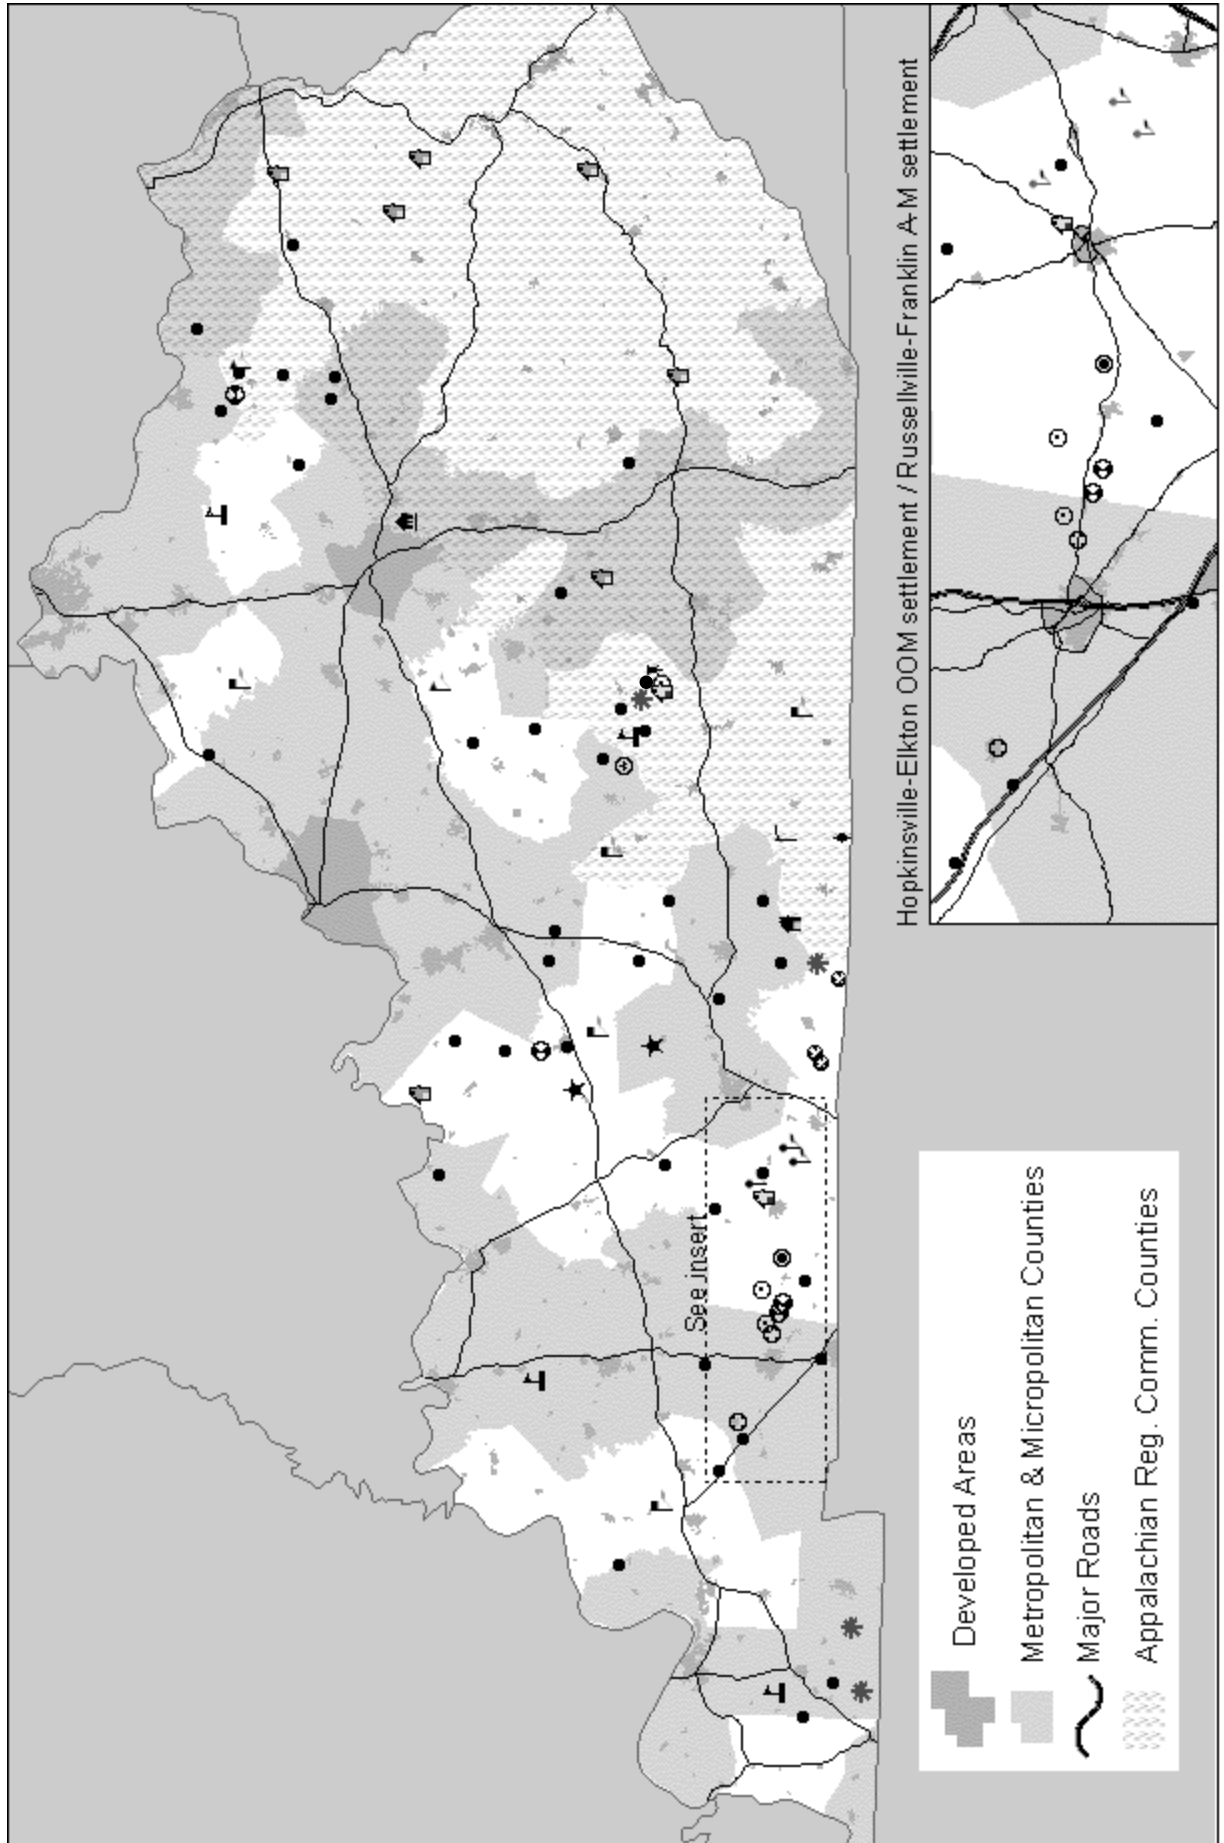 See insert
Hopkinsville-Elkton OOM settlement / Russellville-Franklin A-M settlement
Developed Areas
Metropolitan & Micropolitan Counties
Major Roads
Appalachian Reg. Comm. Counties